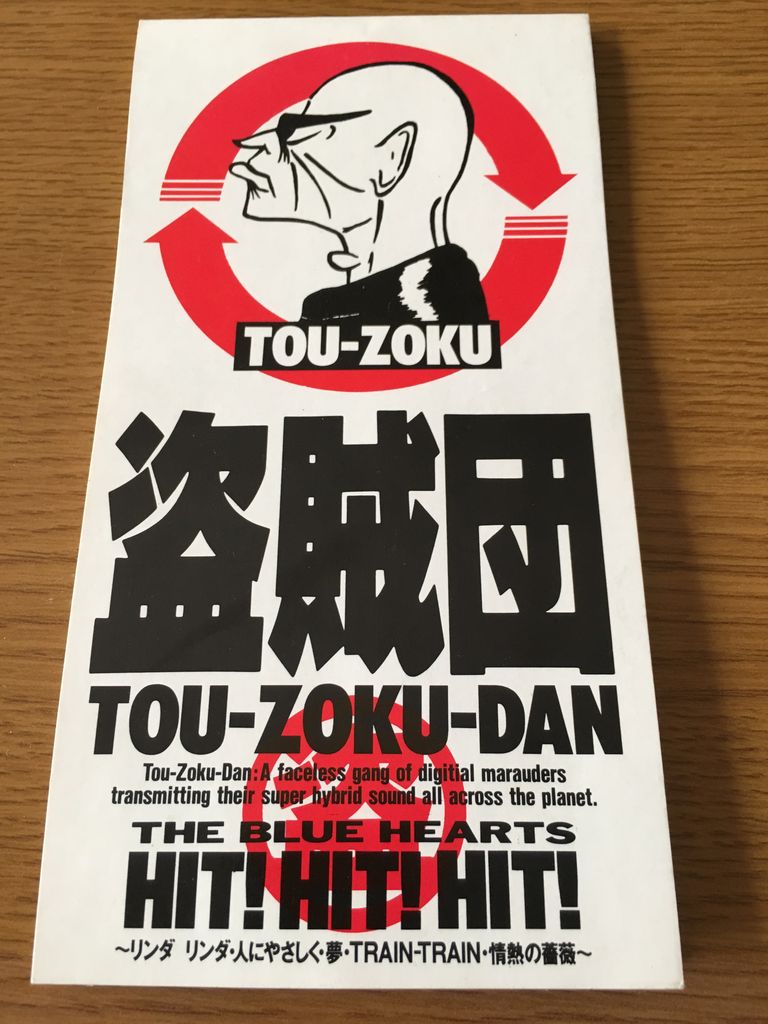 TOU-ZOKU
盗賊団
TOU-ZOKU-DAN
Tou-Zoku-Dan:A faceless gang of digitial marauders
transmitting their super hybrid sound all across the planet.
THE BLUE HEARTS
HIT! HIT! HIT!
～リンダ リンダ・人にやさしく・夢・TRAIN-TRAIN・情熱の薔薇～